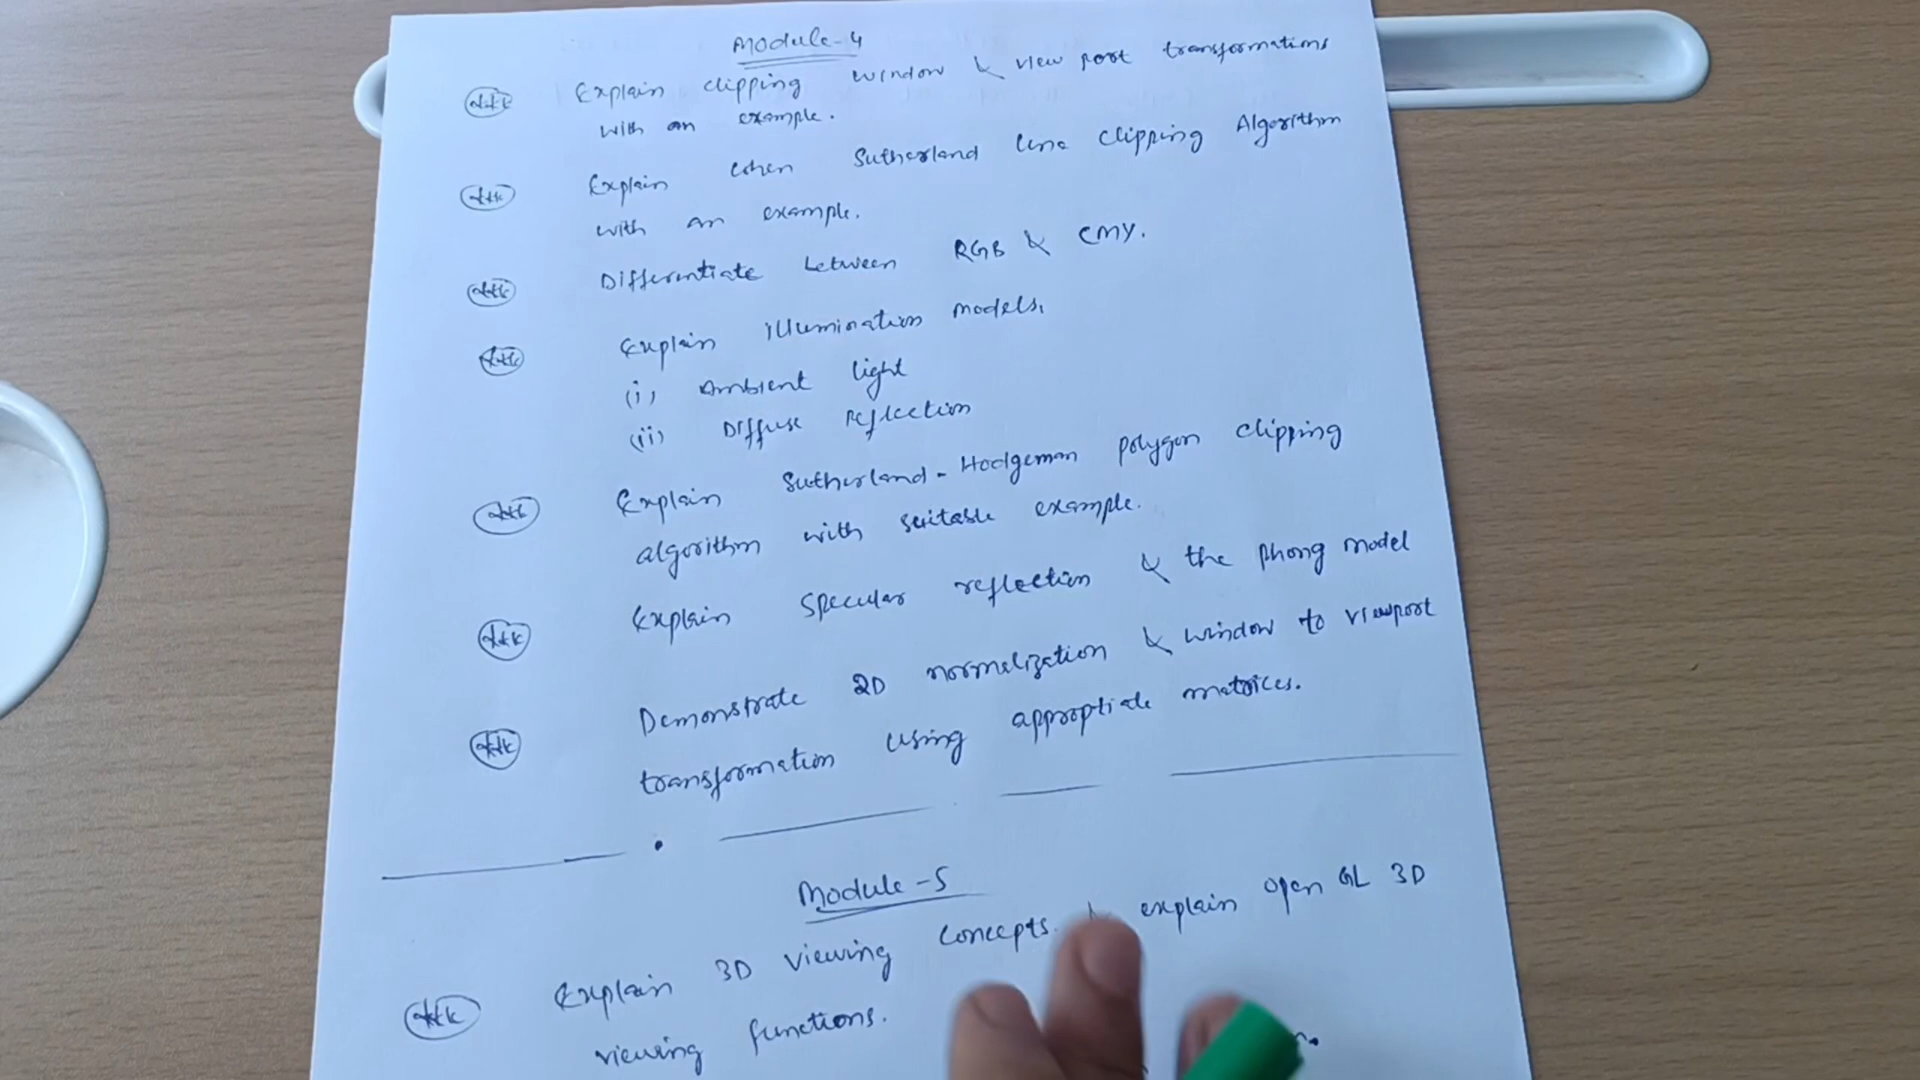 Module-4
*** Explain clipping window & view port transformations
with an example.
*** Explain cohen Sutherland line clipping Algorithm
with an example.
*** Differentiate between RGB & CMY.
*** Explain illumination models.
(i) Ambient light
(ii) Diffuse Reflection
*** Explain Sutherland-Hodgeman polygon clipping
algorithm with suitable example.
*** Explain specular reflection & the phong model
*** Demonstrate 2D normalization & window to viewport
transformation using appropriate matrices.
Module-5
*** Explain 3D viewing concepts & explain open GL 3D
viewing functions.